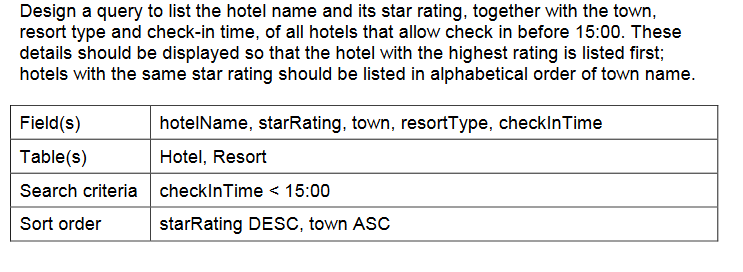 Design a query to list the hotel name and its star rating, together with the town,
resort type and check-in time, of all hotels that allow check in before 15:00. These
details should be displayed so that the hotel with the highest rating is listed first;
hotels with the same star rating should be listed in alphabetical order of town name.
Field(s) hotelName, starRating, town, resortType, checkInTime
Table(s) Hotel, Resort
Search criteria checkInTime < 15:00
Sort order starRating DESC, town ASC